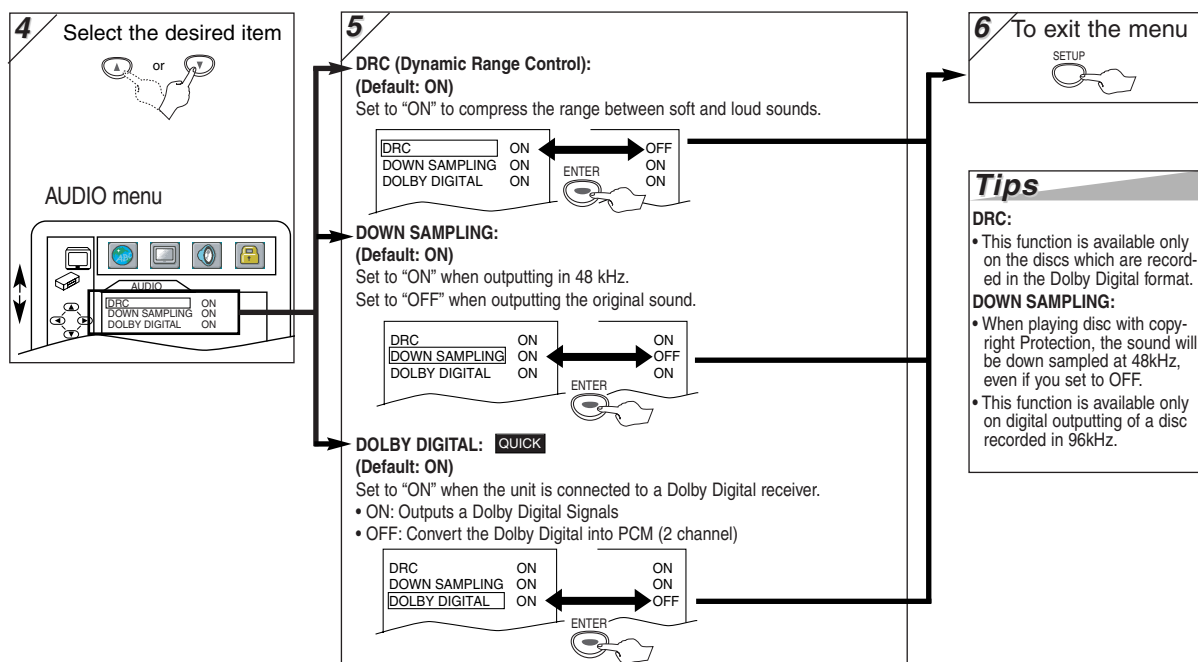 4 Select the desired item
or
AUDIO menu
AUDIO
DRC ON
DOWN SAMPLING ON
DOLBY DIGITAL ON
5
DRC (Dynamic Range Control):
(Default: ON)
Set to “ON” to compress the range between soft and loud sounds.
DRC ON OFF
DOWN SAMPLING ON ON
DOLBY DIGITAL ON ON
ENTER
DOWN SAMPLING:
(Default: ON)
Set to “ON” when outputting in 48 kHz.
Set to “OFF” when outputting the original sound.
DRC ON ON
DOWN SAMPLING ON OFF
DOLBY DIGITAL ON ON
ENTER
DOLBY DIGITAL: QUICK
(Default: ON)
Set to “ON” when the unit is connected to a Dolby Digital receiver.
• ON: Outputs a Dolby Digital Signals
• OFF: Convert the Dolby Digital into PCM (2 channel)
DRC ON ON
DOWN SAMPLING ON ON
DOLBY DIGITAL ON OFF
ENTER
6 To exit the menu
SETUP
Tips
DRC:
• This function is available only
on the discs which are record-
ed in the Dolby Digital format.
DOWN SAMPLING:
• When playing disc with copy-
right Protection, the sound will
be down sampled at 48kHz,
even if you set to OFF.
• This function is available only
on digital outputting of a disc
recorded in 96kHz.